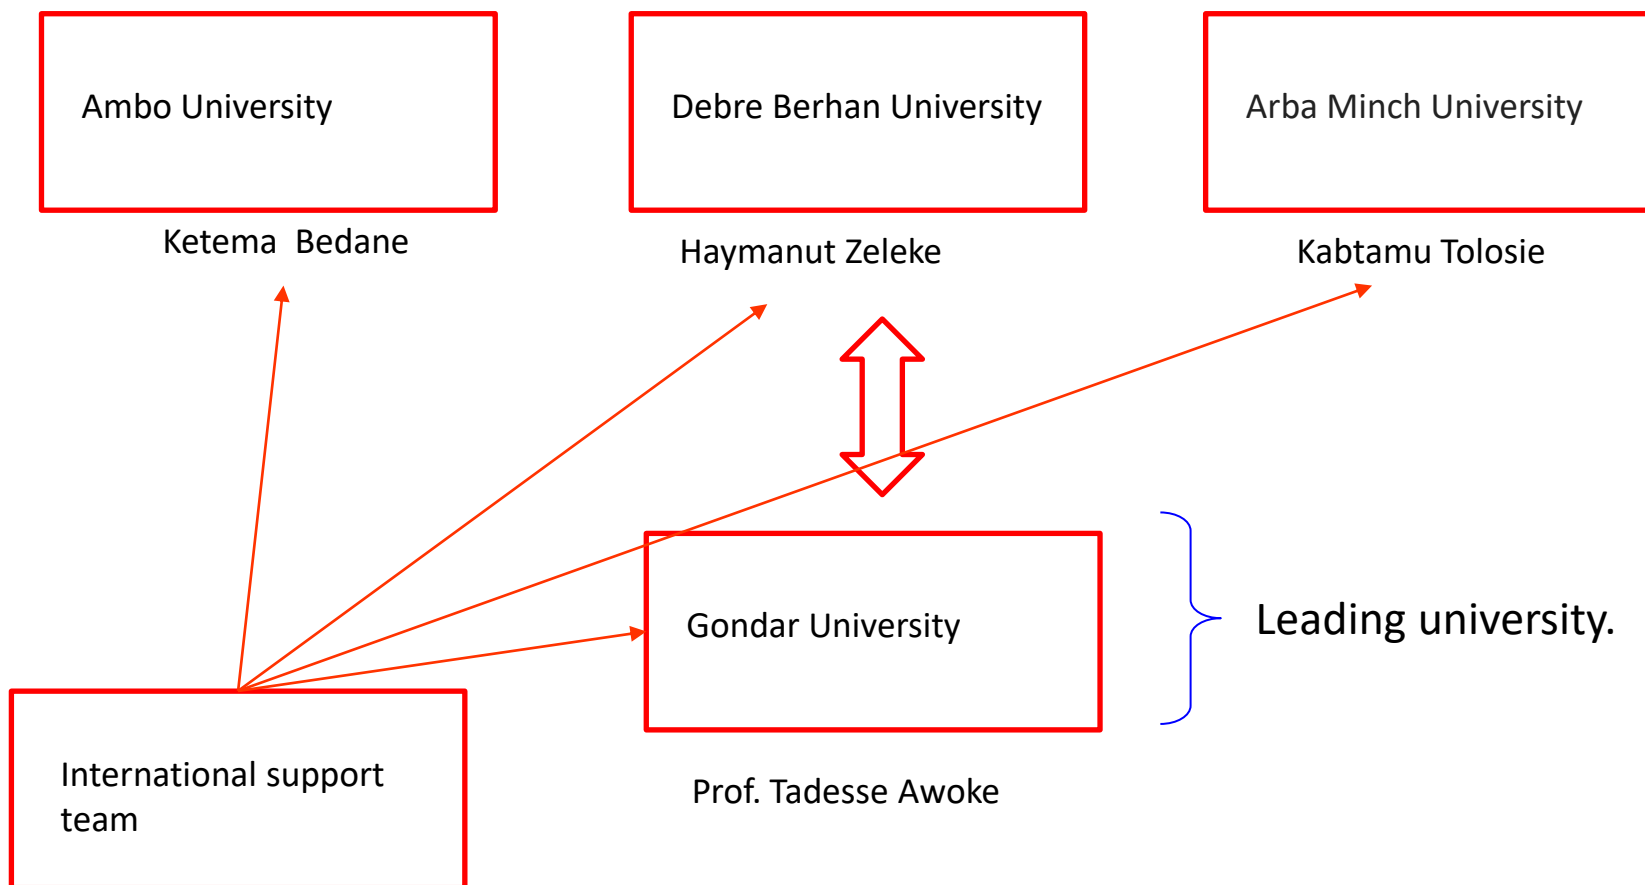 Ambo University
Debre Berhan University
Arba Minch University
Ketema  Bedane
Haymanut Zeleke
Kabtamu Tolosie
Gondar University
Leading university.
International support
team
Prof. Tadesse Awoke